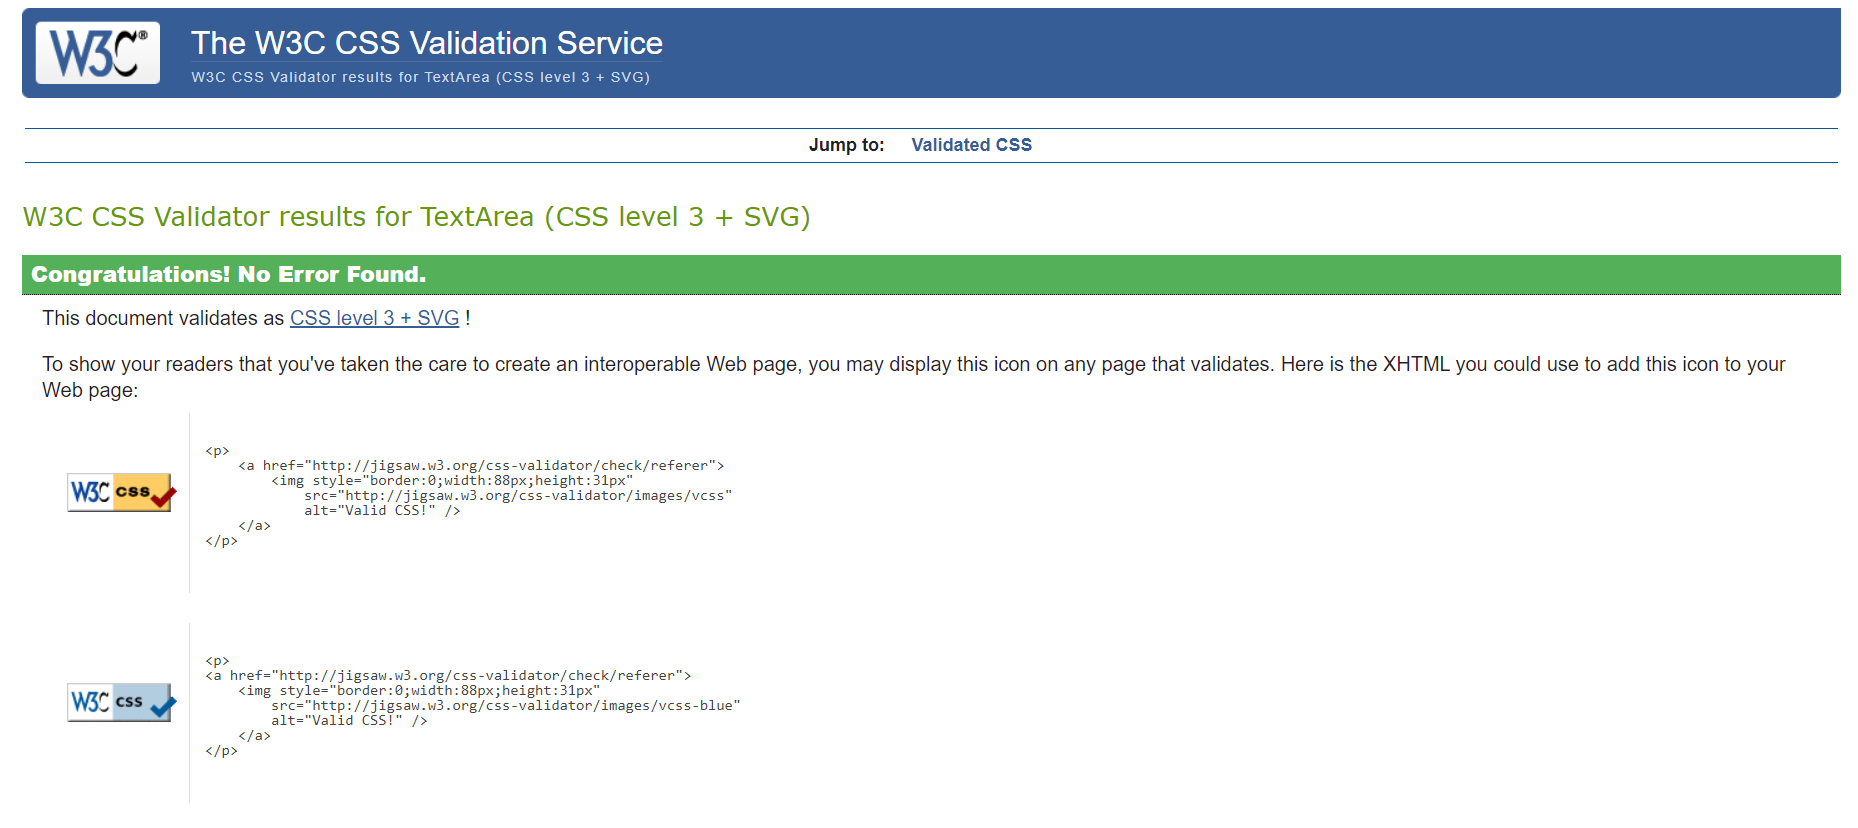 W3C®
The W3C CSS Validation Service
W3C CSS Validator results for TextArea (CSS level 3 + SVG)
Jump to: Validated CSS
W3C CSS Validator results for TextArea (CSS level 3 + SVG)
Congratulations! No Error Found.
This document validates as CSS level 3 + SVG !
To show your readers that you've taken the care to create an interoperable Web page, you may display this icon on any page that validates. Here is the XHTML you could use to add this icon to your
Web page:
W3C css
<p>
    <a href="http://jigsaw.w3.org/css-validator/check/referer">
        <img style="border:0;width:88px;height:31px"
            src="http://jigsaw.w3.org/css-validator/images/vcss"
            alt="Valid CSS!" />
    </a>
</p>
W3C css
<p>
<a href="http://jigsaw.w3.org/css-validator/check/referer">
    <img style="border:0;width:88px;height:31px"
        src="http://jigsaw.w3.org/css-validator/images/vcss-blue"
        alt="Valid CSS!" />
    </a>
</p>